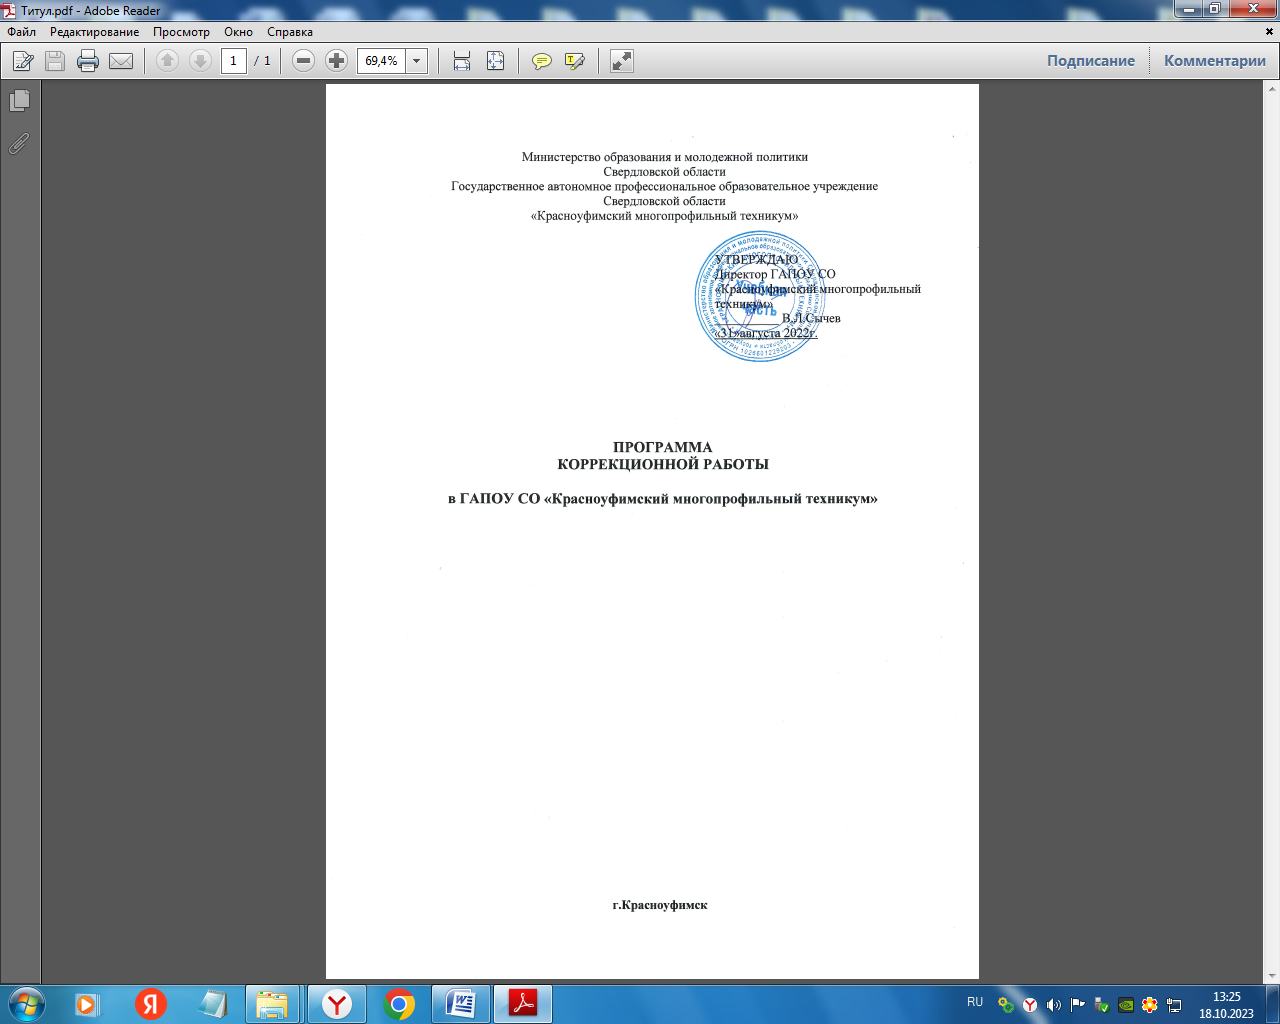 Титул.pdf - Adobe Reader
Файл Редактирование Просмотр Окно Справка
1 / 1 69,4% Подписание Комментарии
Министерство образования и молодежной политики
Свердловской области
Государственное автономное профессиональное образовательное учреждение
Свердловской области
«Красноуфимский многопрофильный техникум»
УТВЕРЖДАЮ
Директор ГАПОУ СО
«Красноуфимский многопрофильный
техникум»
В.Л.Сычев
«31»августа 2022г.
Учебная
часть
ПРОГРАММА
КОРРЕКЦИОННОЙ РАБОТЫ
в ГАПОУ СО «Красноуфимский многопрофильный техникум»
г.Красноуфимск
RU
13:25
18.10.2023